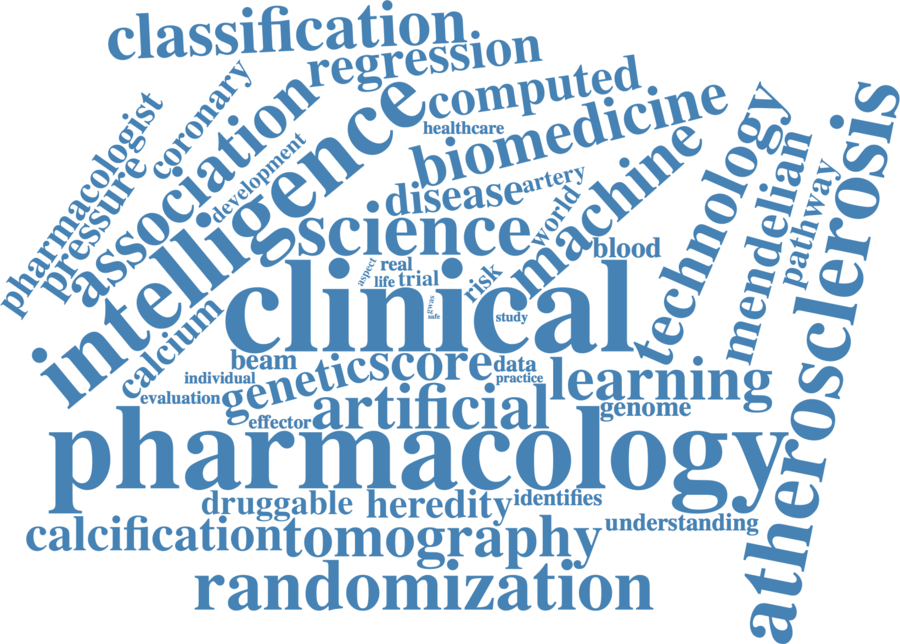 classification
regression
computed
coronary
pharmacologist
pressure
association
intelligence
healthcare
biomedicine
development
disease
artery
machine
technology
mendelian
pathway
atherosclerosis
science
world
blood
aspect
real
life
trial
risk
gwas
safe
study
clinical
calcium
beam
genetic
score
data
individual
practice
learning
evaluation
effector
artificial
genome
pharmacology
druggable
heredity
identifies
calcification
tomography
understanding
randomization